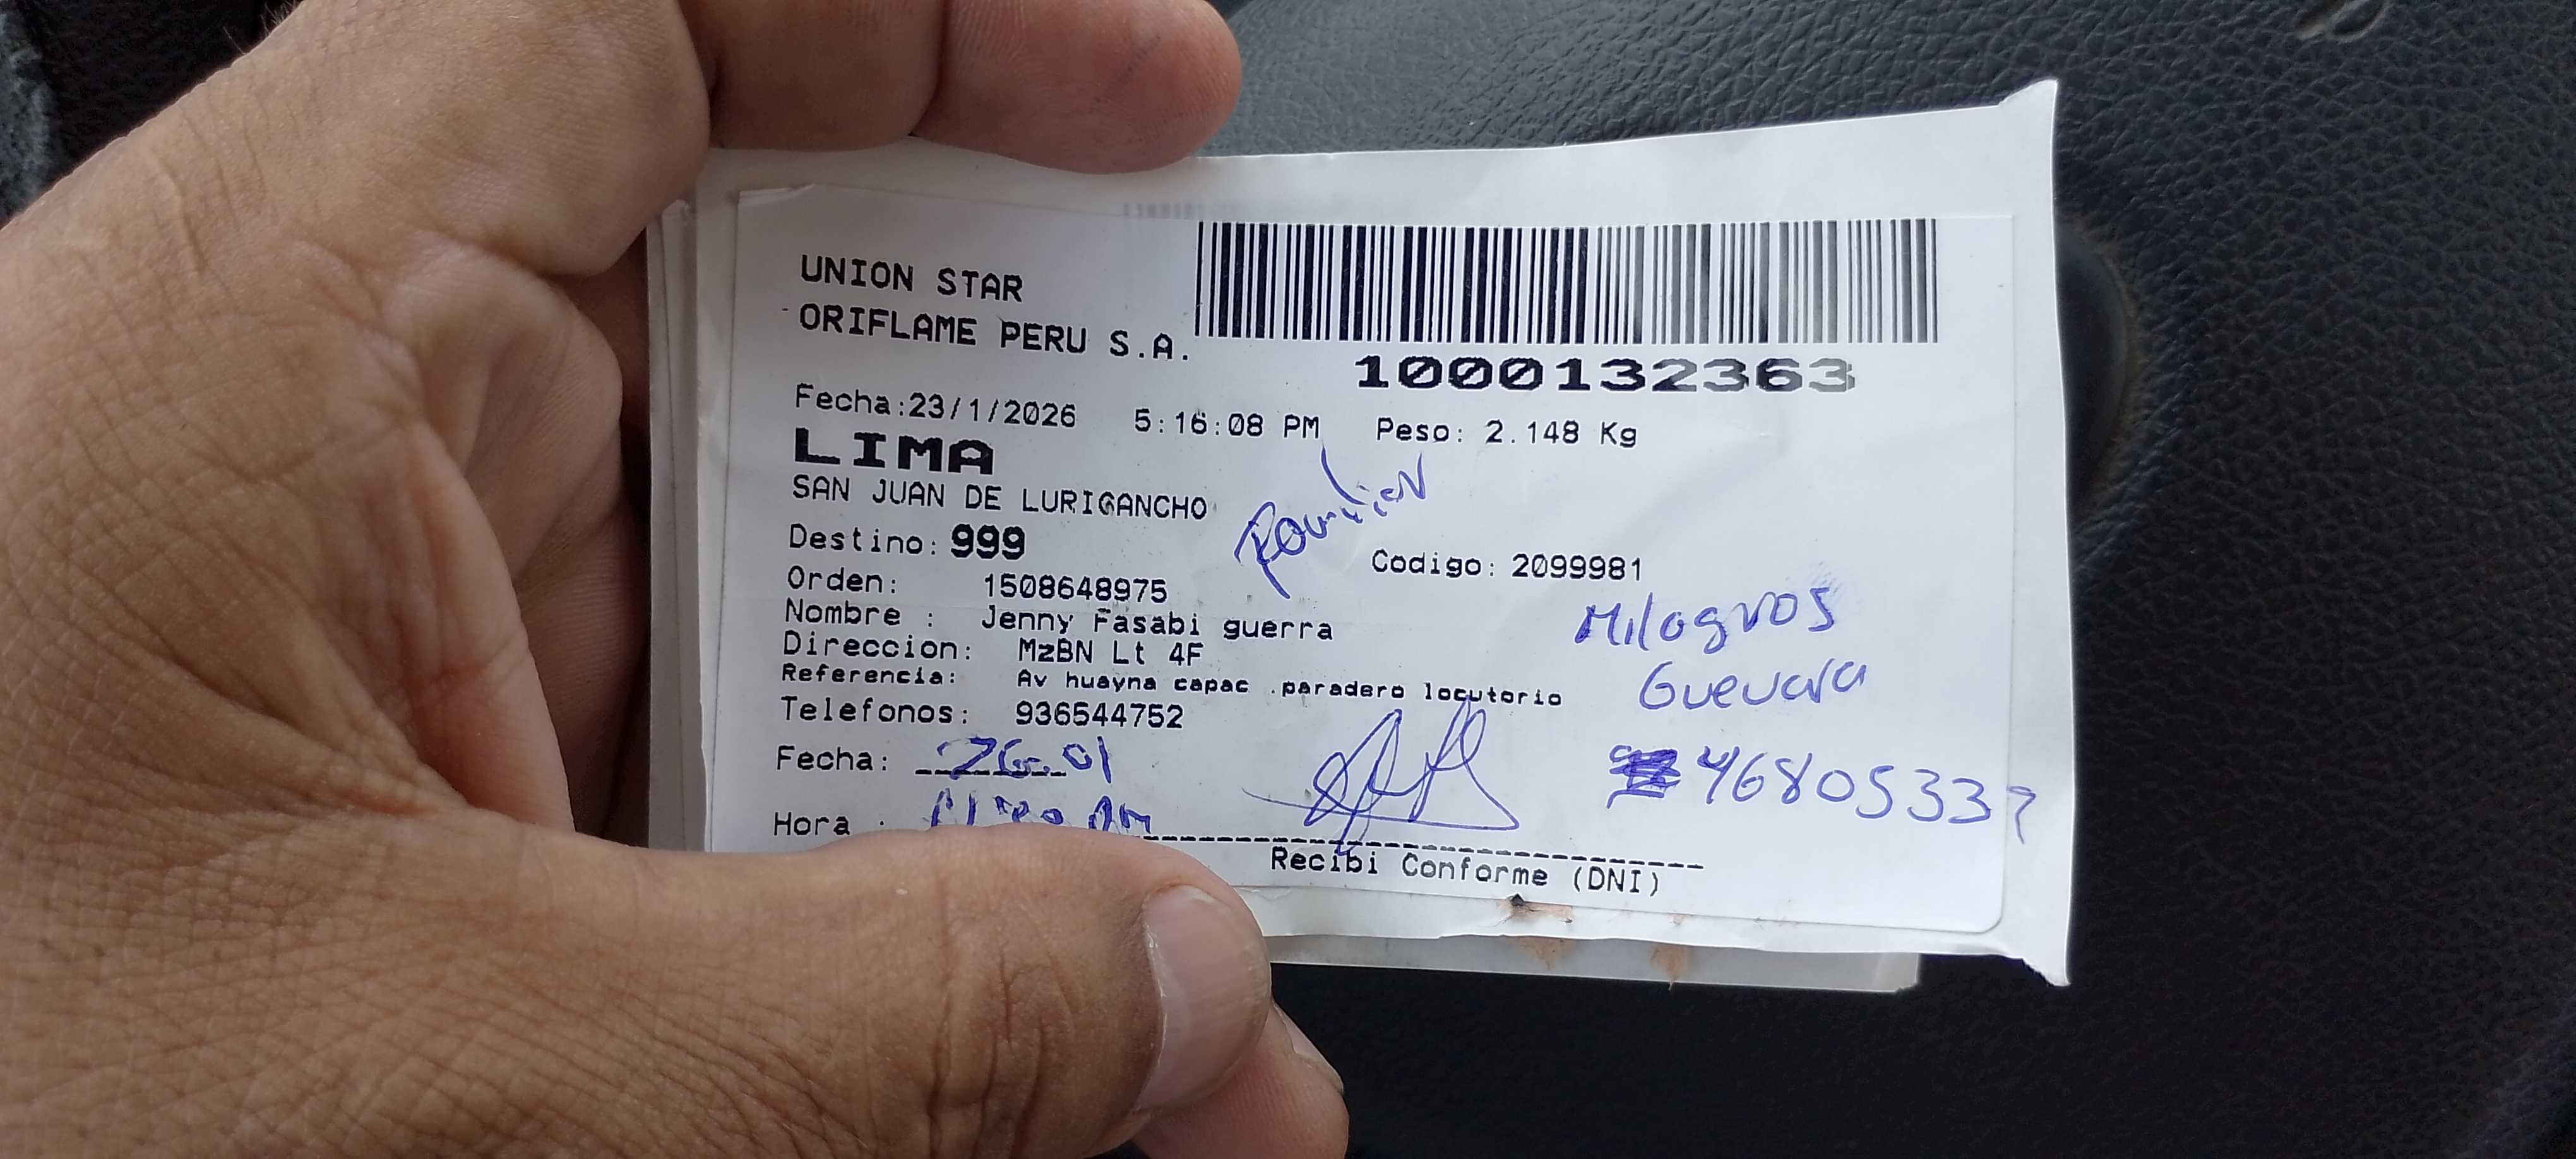 UNION STAR
ORIFLAME PERU S.A.
1000132363
Fecha:23/1/2026 5:16:08 PM Peso: 2.148 Kg
LIMA
SAN JUAN DE LURIGANCHO
Destino: 999
Codigo: 2099981
Orden: 1508648975
Nombre : Jenny Fasabi guerra
Milagros
Direccion: MzBN Lt 4F
Referencia: Av huayna capac .paradero locutorio
Guevara
Telefonos: 936544752
Fecha: 26.01
46805337
Hora : AM
Recibi Conforme (DNI)